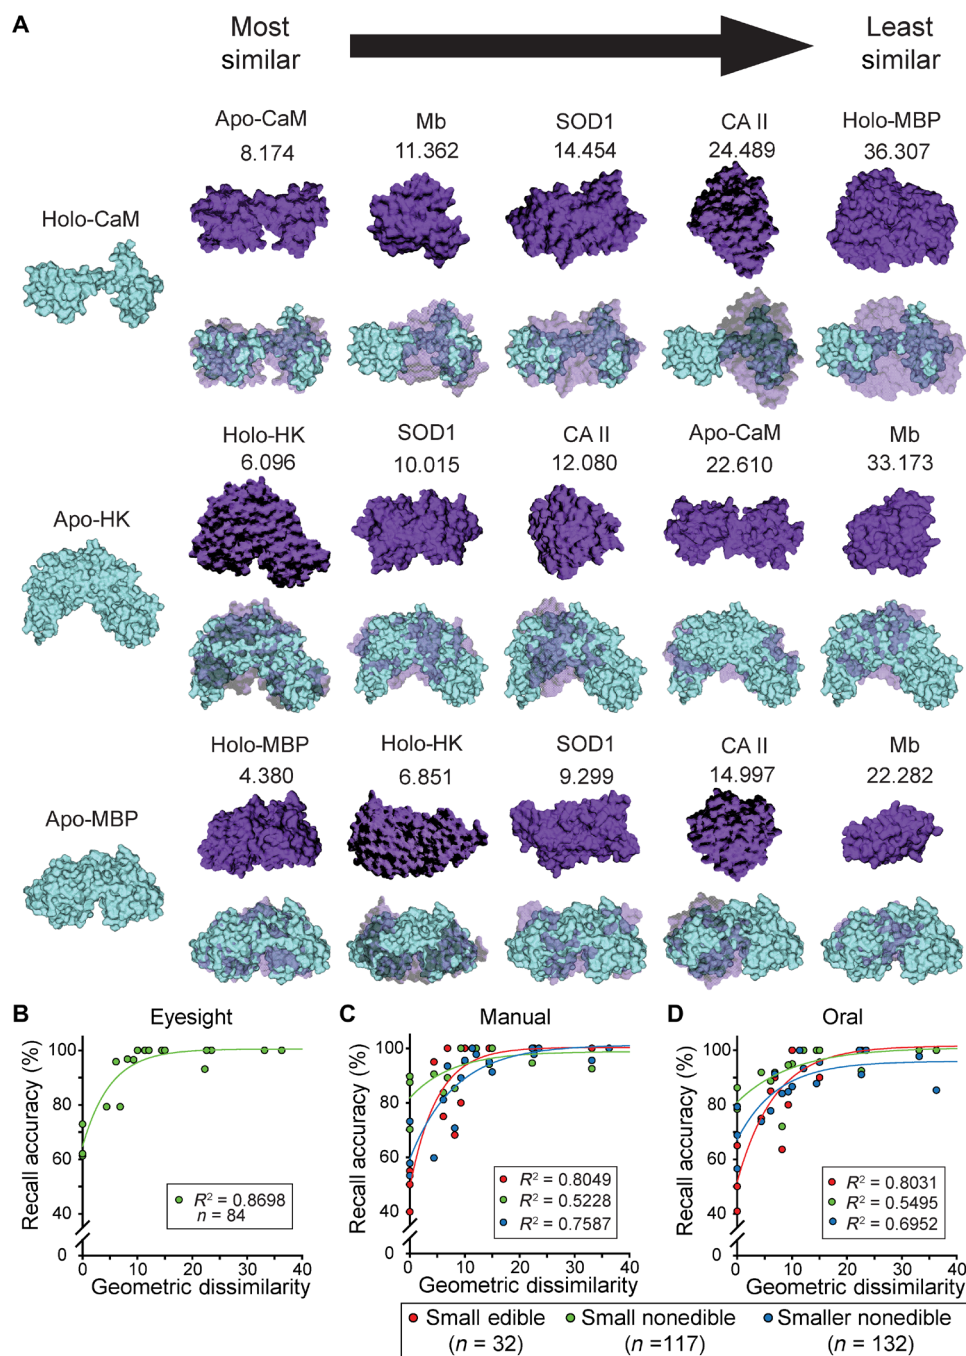 A
Most similar
Least similar
Holo-CaM
Apo-CaM
8.174
Mb
11.362
SOD1
14.454
CA II
24.489
Holo-MBP
36.307
Apo-HK
Holo-HK
6.096
SOD1
10.015
CA II
12.080
Apo-CaM
22.610
Mb
33.173
Apo-MBP
Holo-MBP
4.380
Holo-HK
6.851
SOD1
9.299
CA II
14.997
Mb
22.282
B
Eyesight
Recall accuracy (%)
100
80
60
40
0
R² = 0.8698
n = 84
0 10 20 30 40
Geometric dissimilarity
C
Manual
Recall accuracy (%)
100
80
60
40
0
R² = 0.8049
R² = 0.5228
R² = 0.7587
0 10 20 30 40
Geometric dissimilarity
D
Oral
Recall accuracy (%)
100
80
60
40
0
R² = 0.8031
R² = 0.5495
R² = 0.6952
0 10 20 30 40
Geometric dissimilarity
Small edible
(n = 32)
Small nonedible
(n =117)
Smaller nonedible
(n = 132)